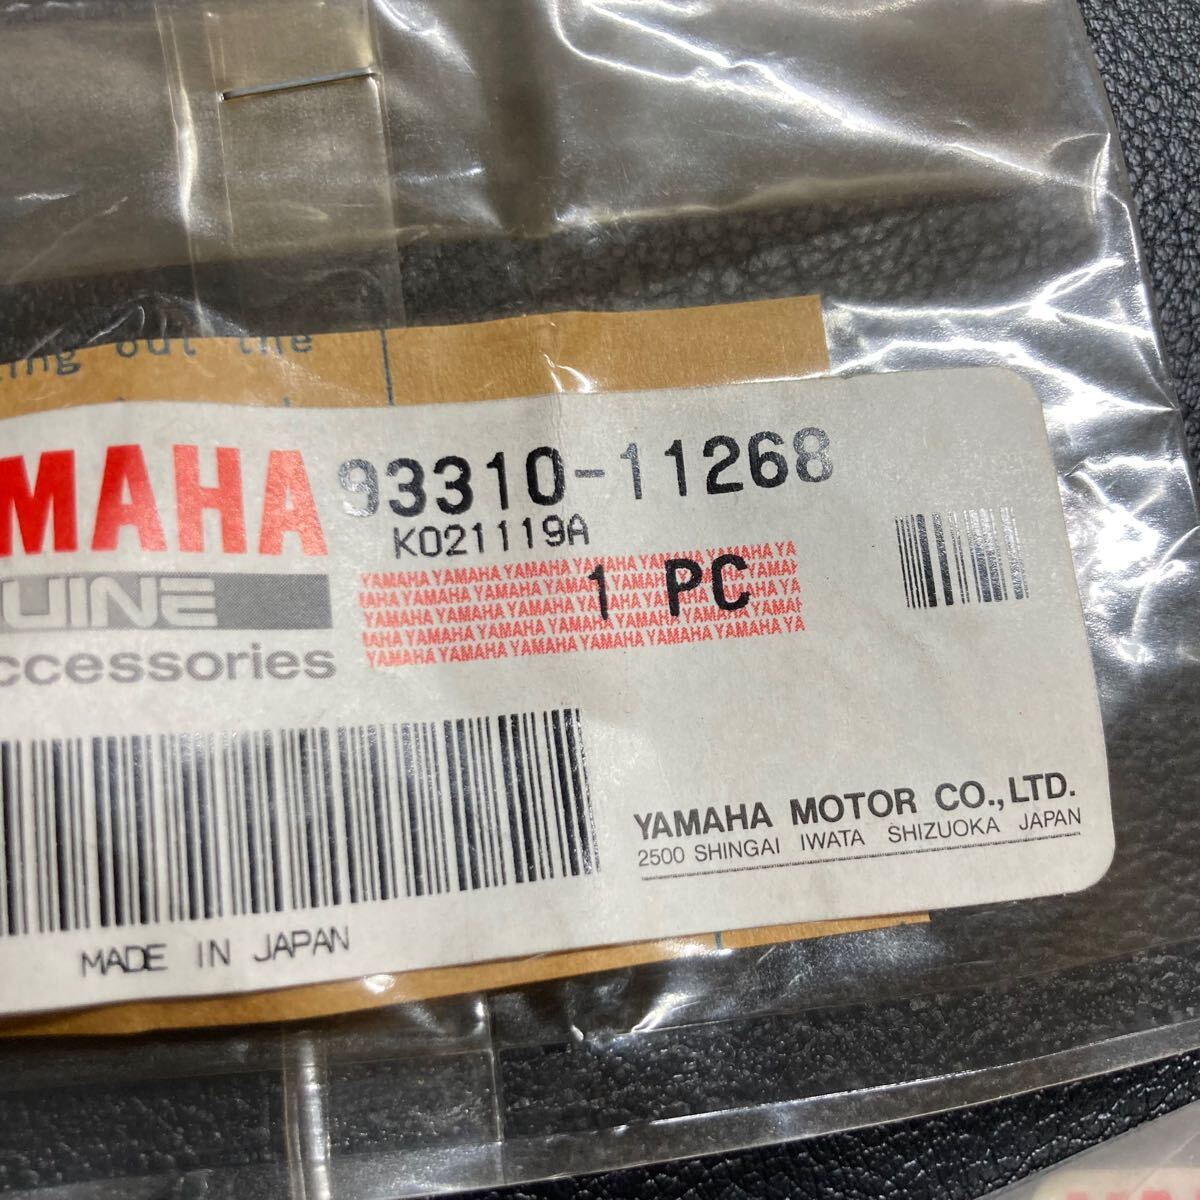 out the
MAHA
93310-11268
K021119A
YAMAHA YAMAHA YAMAHA YAMAHA YAMAHA YA
1 PC
UINE
ccessories
MADE IN JAPAN
YAMAHA MOTOR CO.,LTD.
2500 SHINGAI IWATA SHIZUOKA JAPAN